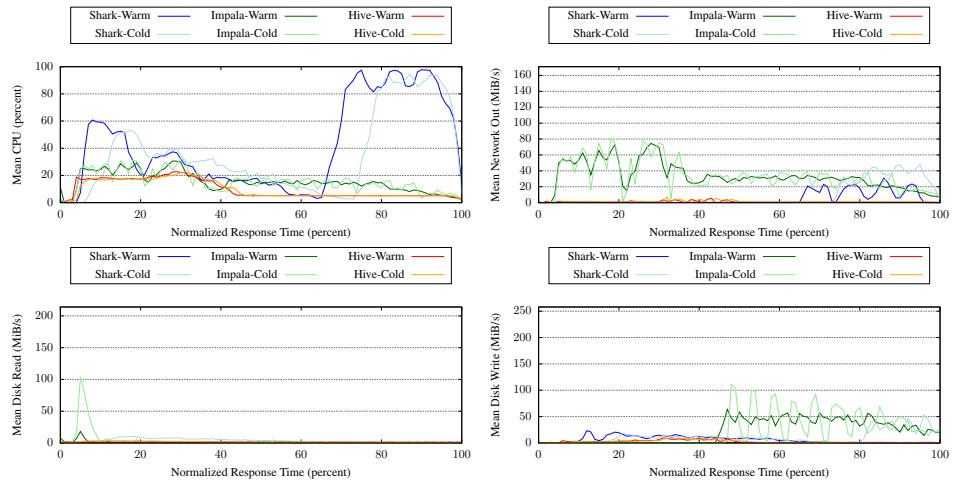 Shark-Warm Impala-Warm Hive-Warm
Shark-Cold Impala-Cold Hive-Cold
Mean CPU (percent)
100
80
60
40
20
0
0 20 40 60 80 100
Normalized Response Time (percent)
Shark-Warm Impala-Warm Hive-Warm
Shark-Cold Impala-Cold Hive-Cold
Mean Network Out (MiB/s)
160
140
120
100
80
60
40
20
0
0 20 40 60 80 100
Normalized Response Time (percent)
Shark-Warm Impala-Warm Hive-Warm
Shark-Cold Impala-Cold Hive-Cold
Mean Disk Read (MiB/s)
200
150
100
50
0
0 20 40 60 80 100
Normalized Response Time (percent)
Shark-Warm Impala-Warm Hive-Warm
Shark-Cold Impala-Cold Hive-Cold
Mean Disk Write (MiB/s)
250
200
150
100
50
0
0 20 40 60 80 100
Normalized Response Time (percent)